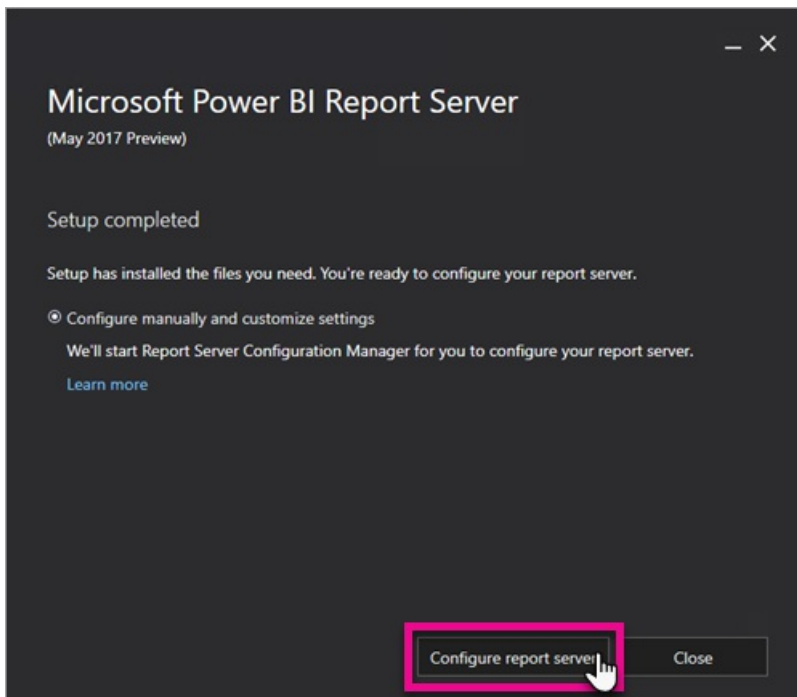 Microsoft Power BI Report Server
(May 2017 Preview)
Setup completed
Setup has installed the files you need. You're ready to configure your report server.
Configure manually and customize settings
We'll start Report Server Configuration Manager for you to configure your report server.
Learn more
Configure report server
Close